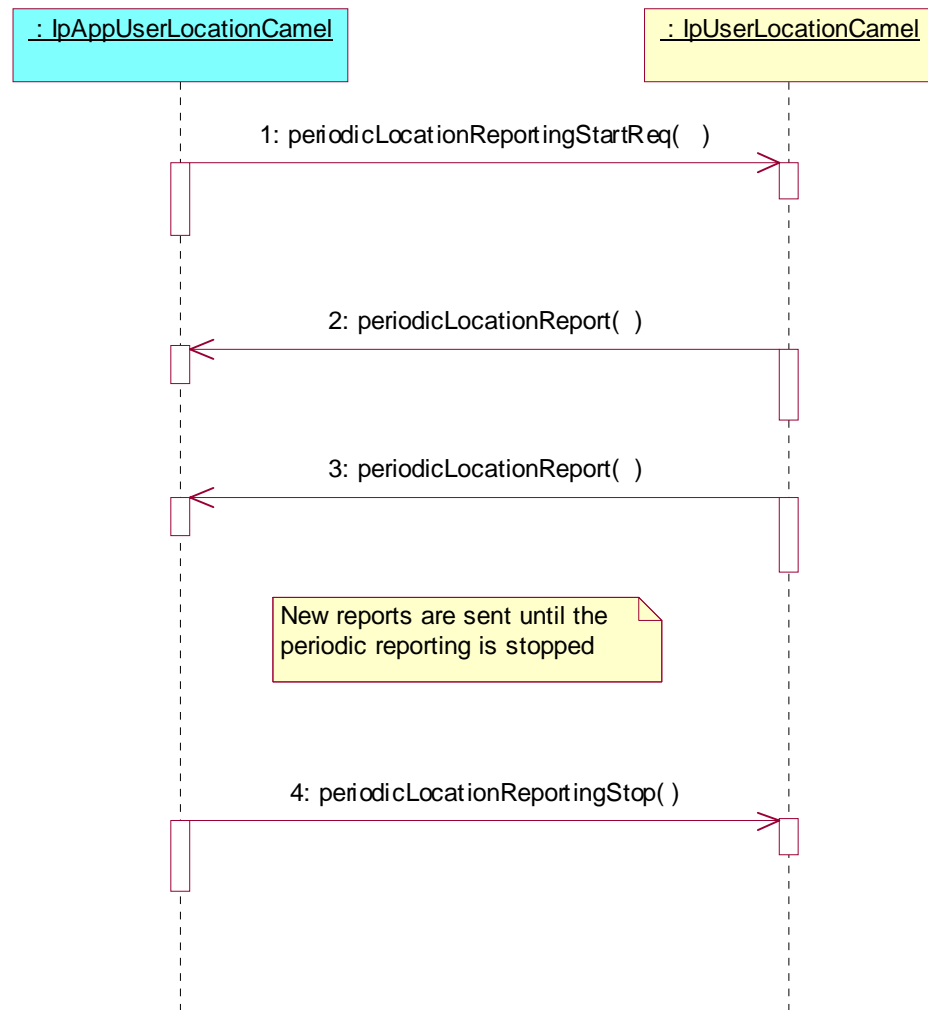 : IpAppUserLocationCamel
: IpUserLocationCamel
1: periodicLocationReportingStartReq( )
2: periodicLocationReport( )
3: periodicLocationReport( )
New reports are sent until the
periodic reporting is stopped
4: periodicLocationReportingStop( )